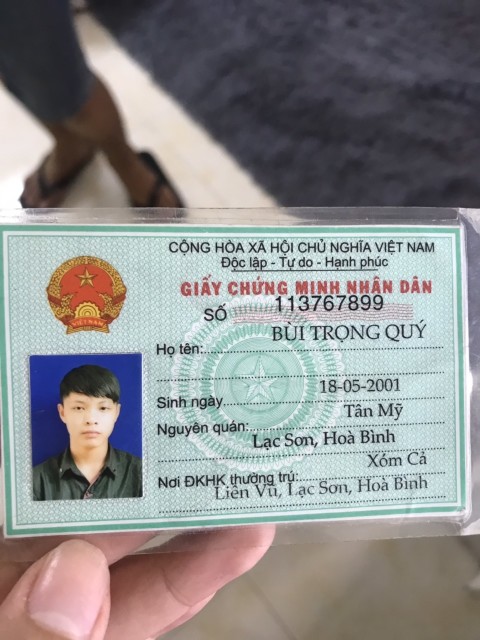 CỘNG HÒA XÃ HỘI CHỦ NGHĨA VIỆT NAM
Độc lập - Tự do - Hạnh phúc
GIẤY CHỨNG MINH NHÂN DÂN
SỐ 113767899
Họ tên: BÙI TRỌNG QUÝ
Sinh ngày 18-05-2001
Nguyên quán: Tân Mỹ
Lạc Sơn, Hoà Bình
Nơi ĐKHK thường trú: Xóm Cả
Liên Vũ, Lạc Sơn, Hoà Bình
VIỆT NAM